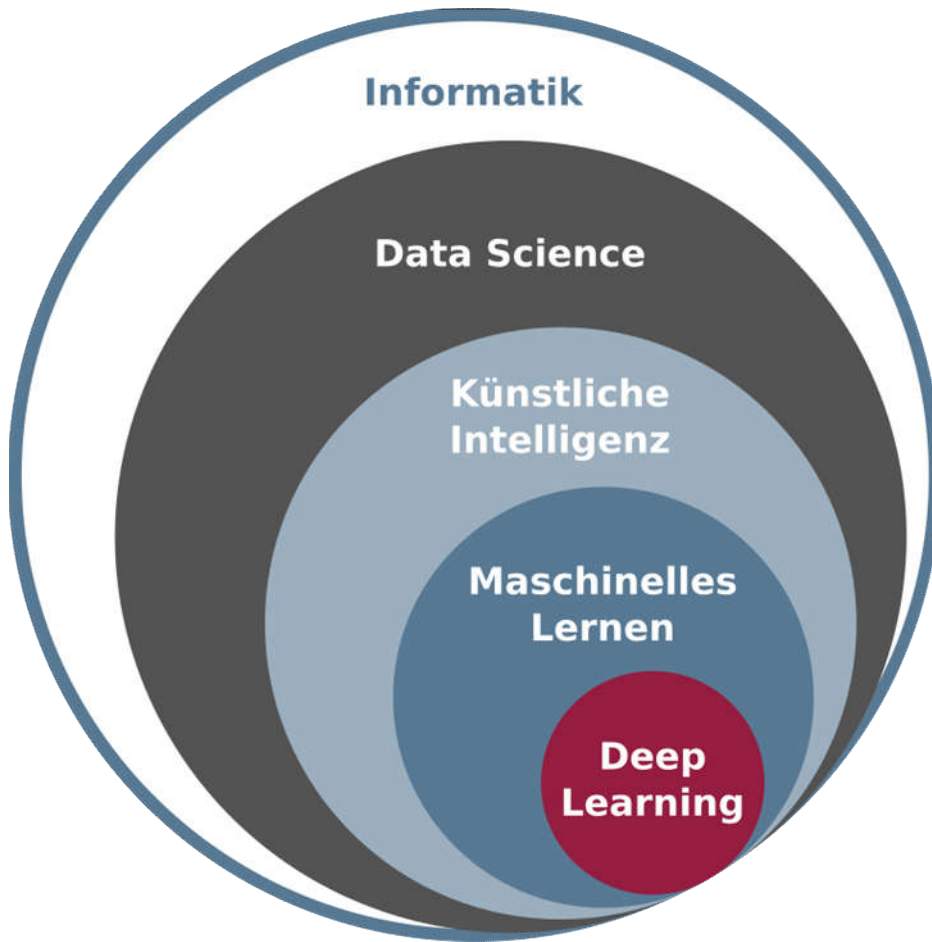 Informatik
Data Science
Künstliche
Intelligenz
Maschinelles
Lernen
Deep
Learning